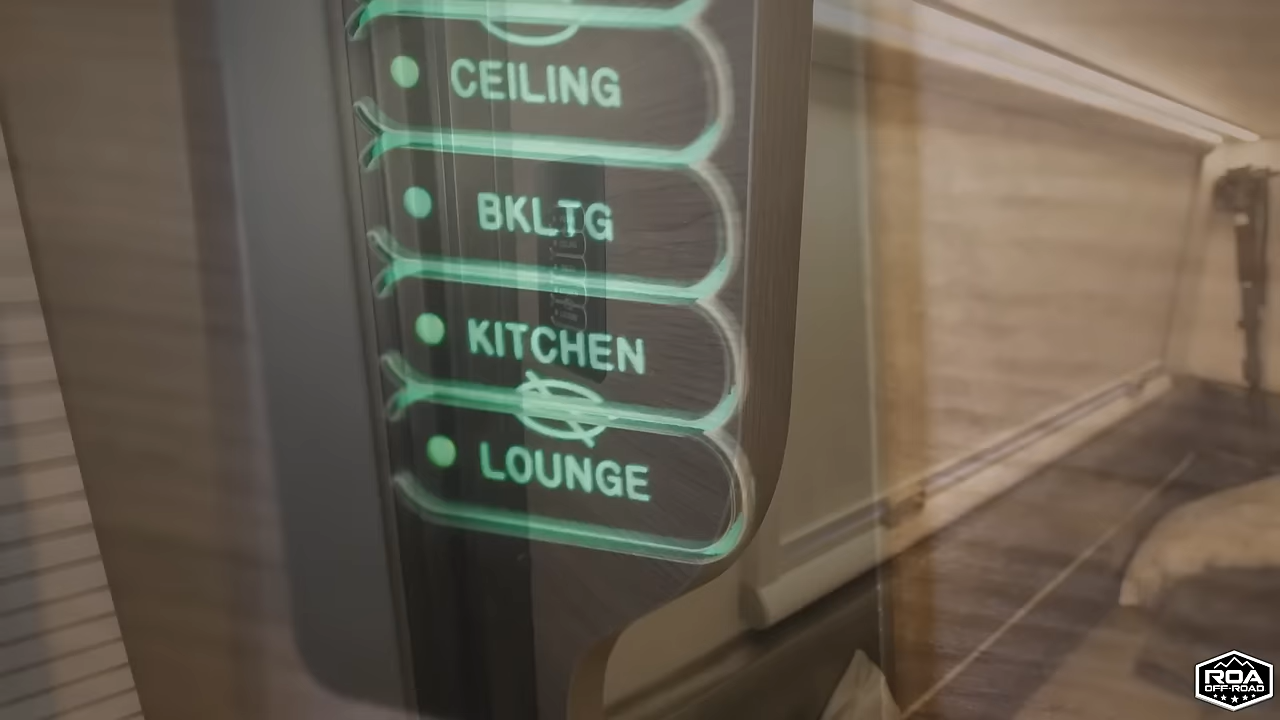 CEILING
BKLTG
KITCHEN
LOUNGE
ROA
OFF-ROAD